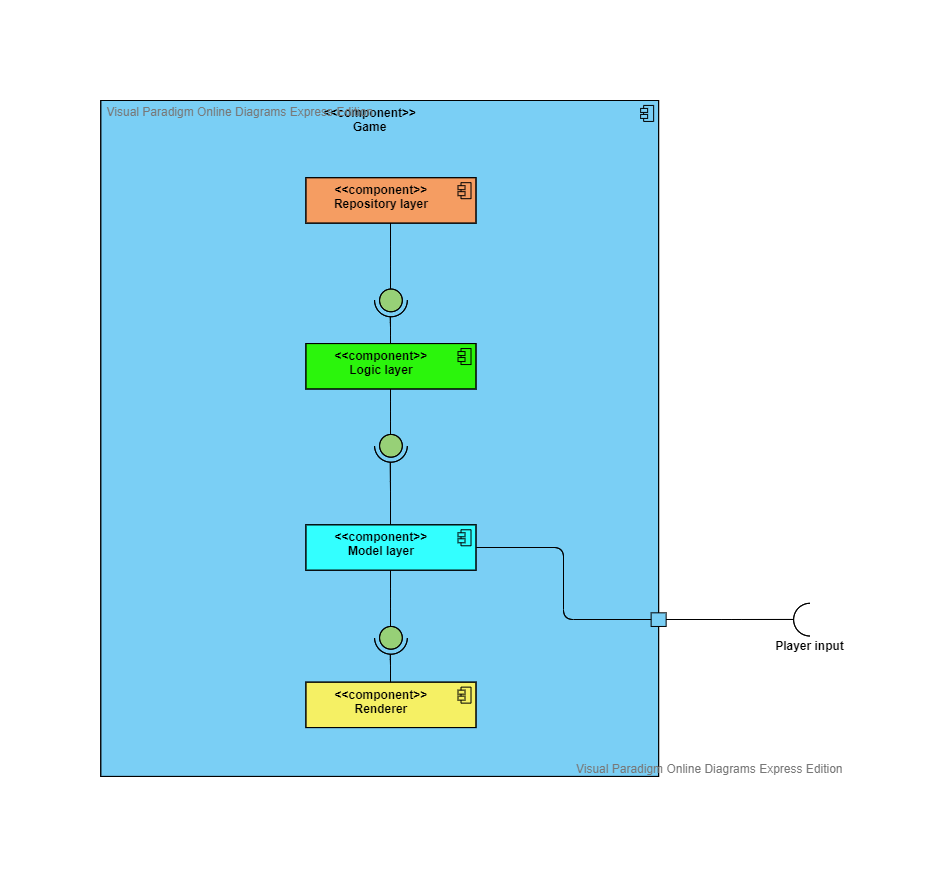 Visual Paradigm Online Diagrams Express Edition
<<component>>
Game
<<component>>
Repository layer
<<component>>
Logic layer
<<component>>
Model layer
Player input
<<component>>
Renderer
Visual Paradigm Online Diagrams Express Edition